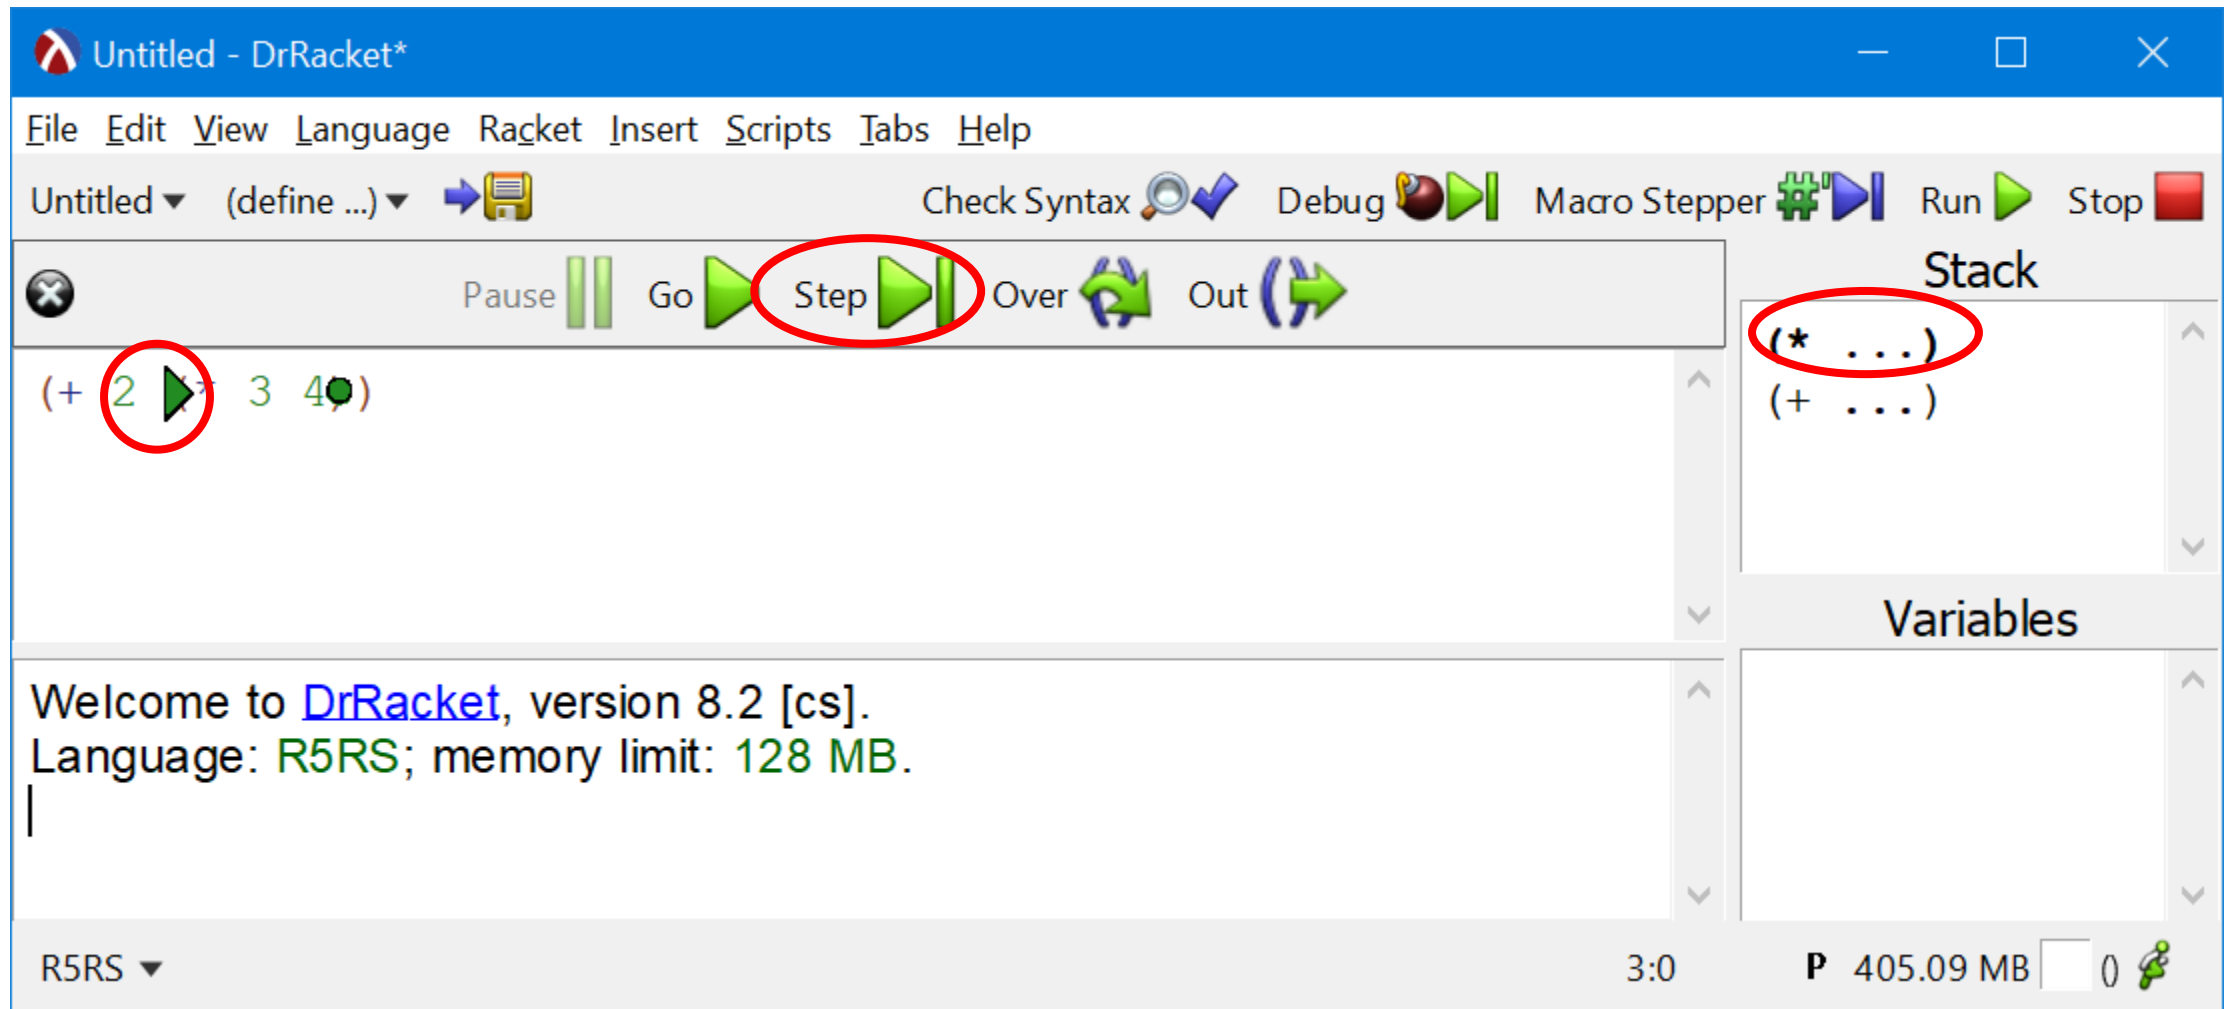 Untitled - DrRacket*
File Edit View Language Racket Insert Scripts Tabs Help
Untitled (define ...) Check Syntax Debug Macro Stepper Run Stop
Pause Go Step Over Out
Stack
(* ...)
(+ ...)
(+ 2 (* 3 4))
Variables
Welcome to DrRacket, version 8.2 [cs].
Language: R5RS; memory limit: 128 MB.
R5RS 3:0 P 405.09 MB ()